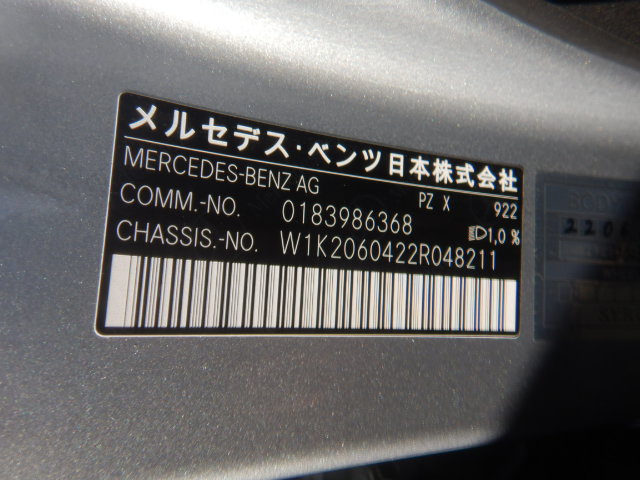 メルセデス・ベンツ日本株式会社
MERCEDES-BENZ AG
PZ X 922
COMM.-NO. 0183986368
1,0 %
CHASSIS.-NO. W1K2060422R048211